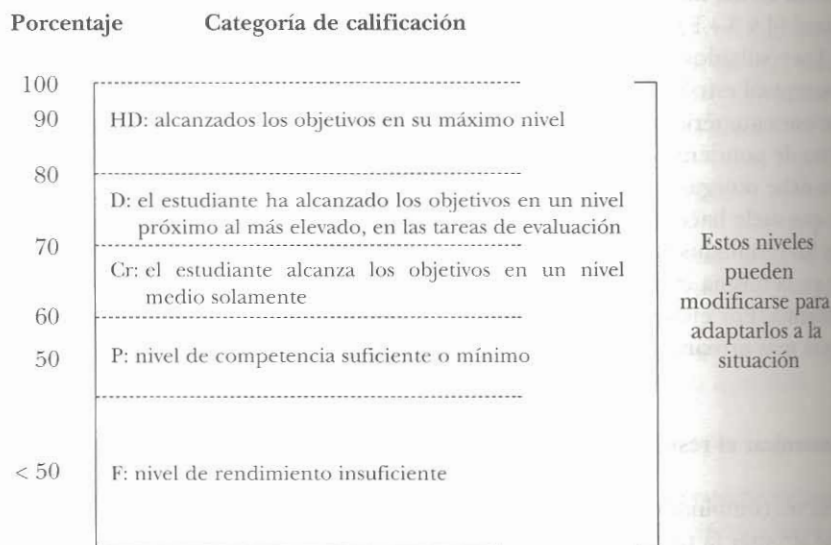 Porcentaje Categoría de calificación
100
90 HD: alcanzados los objetivos en su máximo nivel
80
D: el estudiante ha alcanzado los objetivos en un nivel
próximo al más elevado, en las tareas de evaluación
70
Cr: el estudiante alcanza los objetivos en un nivel
medio solamente
60
50 P: nivel de competencia suficiente o mínimo
< 50 F: nivel de rendimiento insuficiente
Estos niveles
pueden
modificarse para
adaptarlos a la
situación